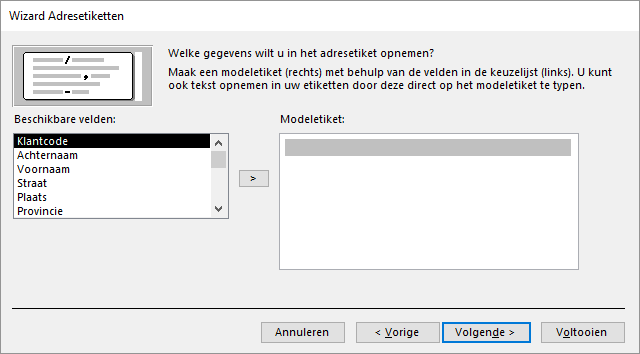 Wizard Adresetiketten
Welke gegevens wilt u in het adresetiket opnemen?
Maak een modeletiket (rechts) met behulp van de velden in de keuzelijst (links). U kunt
ook tekst opnemen in uw etiketten door deze direct op het modeletiket te typen.
Beschikbare velden:
Modeletiket:
Klantcode
Achternaam
Voornaam
Straat
Plaats
Provincie
>
Annuleren
< Vorige
Volgende >
Voltooien